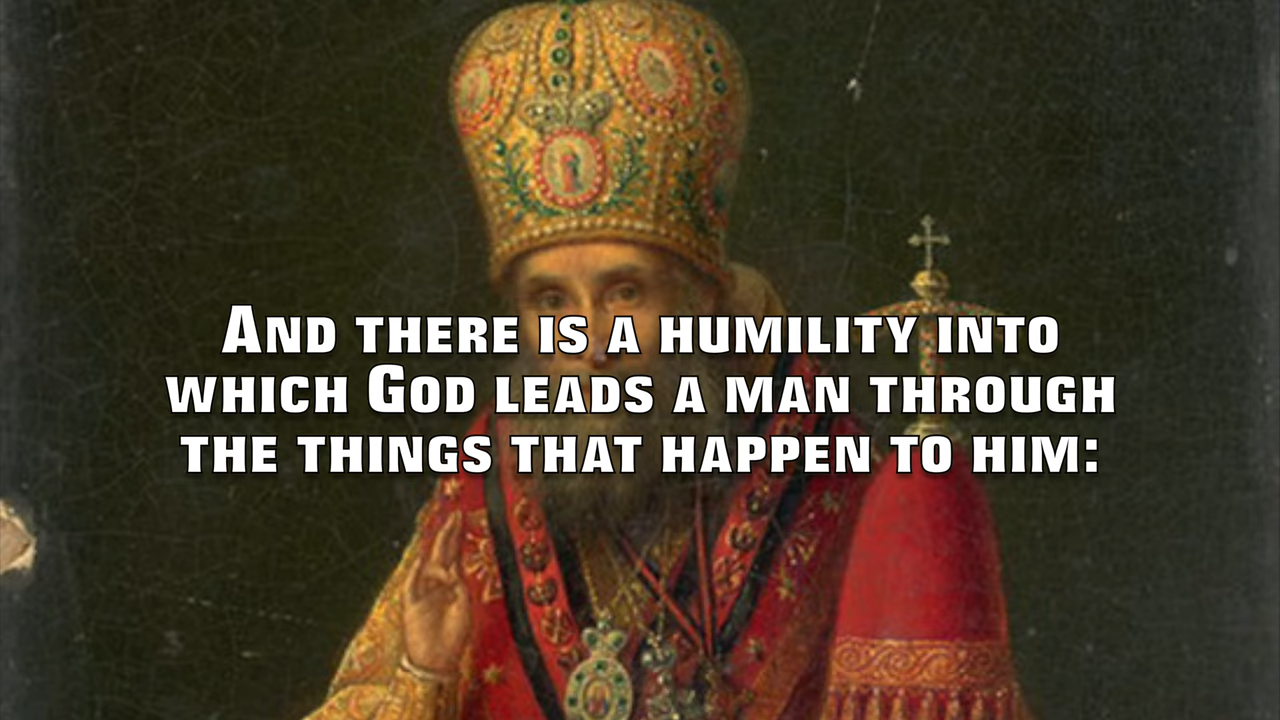 And there is a humility into
which God leads a man through
the things that happen to him: